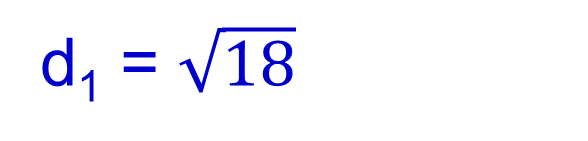 d₁ = √18